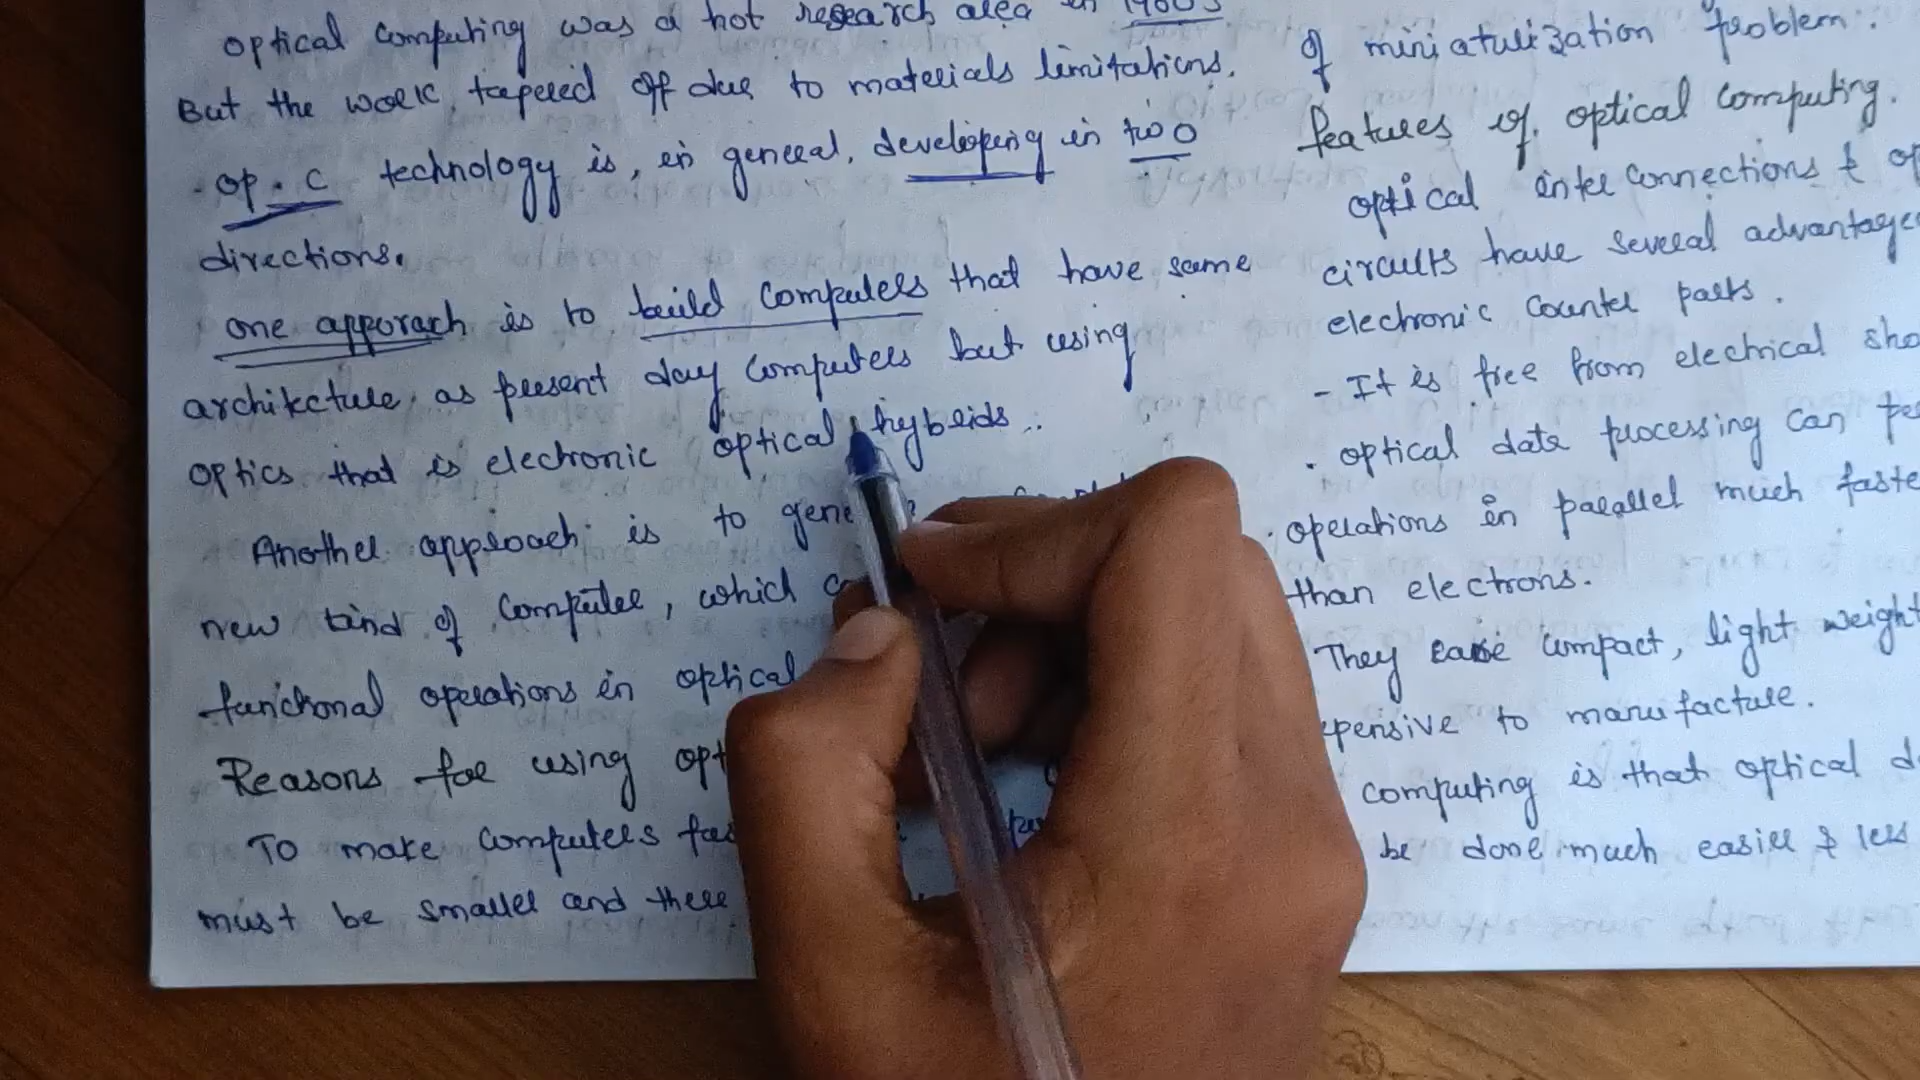 optical computing was a hot research area in 1980s
But the work, tapered off due to materials limitations.
op. c technology is, in general, developing in two
directions.
one apporach is to build computers that have same
architecture, as present day computers but using
optics that is electronic optical hybrids..
Another approach is to gene
new kind of computer, which
functional operations in optical
Reasons for using opt
To make computers fas
must be smaller and there
of miniaturization problem.
features of optical computing.
optical inter connections & op
circuits have several advantages
electronic counter parts.
- It is free from electrical sho
. optical date processing can per
operations in parallel much faste
than electrons.
They compact, light weight
pensive to manufacture.
computing is that optical d
be done much easier & less